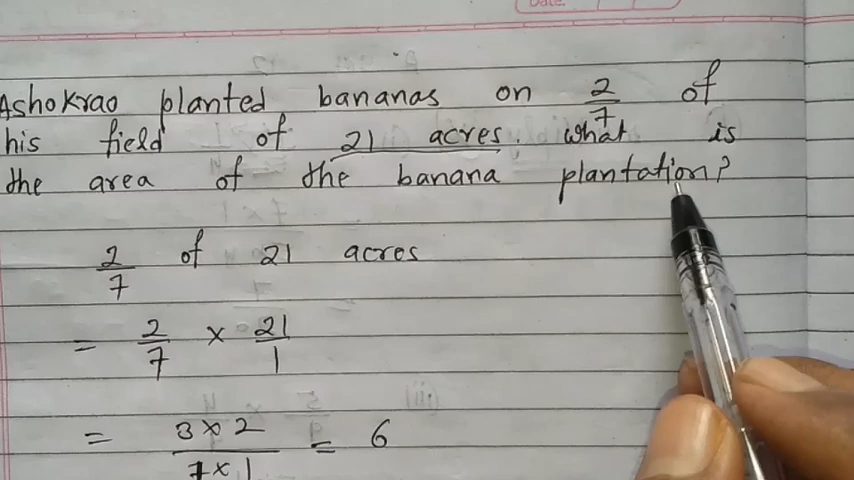 Date:
Ashokrao planted bananas on 2/7 of
his field of 21 acres. what is
the area of the banana plantation?
2/7 of 21 acres
= 2/7 × 21/1
= 3×2/7×1 = 6